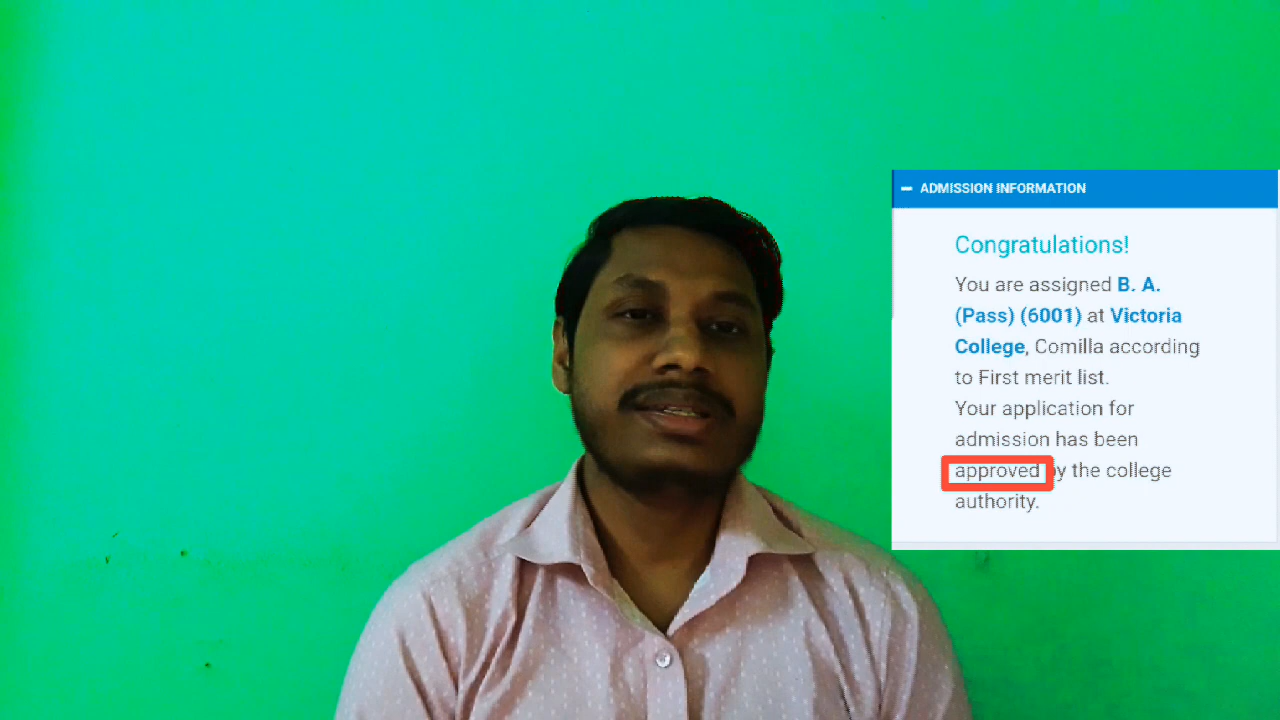 ADMISSION INFORMATION
Congratulations!
You are assigned B. A.
(Pass) (6001) at Victoria
College, Comilla according
to First merit list.
Your application for
admission has been
approved by the college
authority.